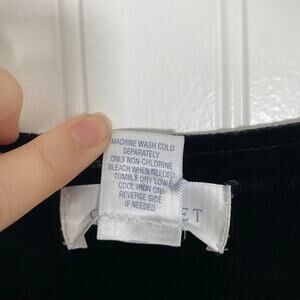 MACHINE WASH COLD
SEPARATELY
ONLY NON-CHLORINE
BLEACH WHEN NEEDED
TUMBLE DRY LOW
COOL IRON ON
REVERSE SIDE
IF NEEDED